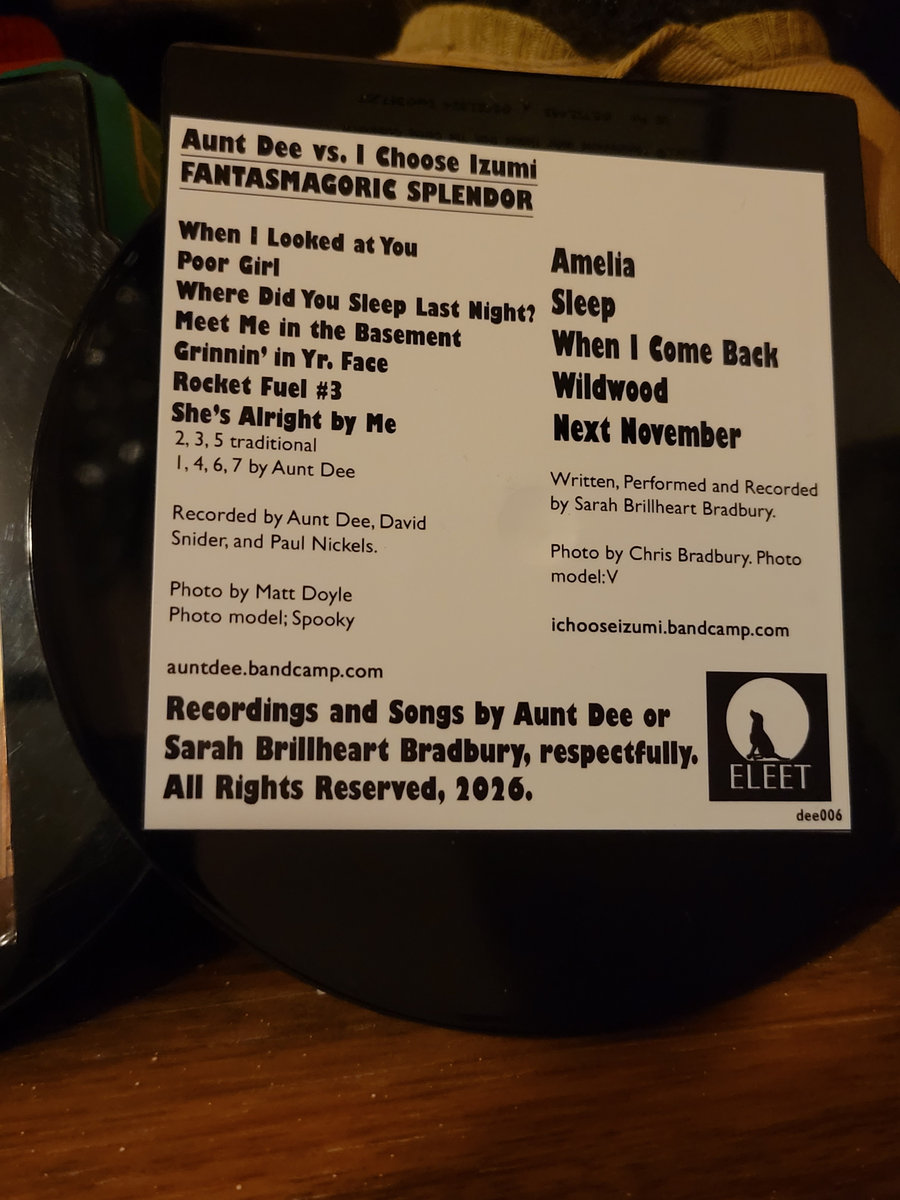 Aunt Dee vs. I Choose Izumi
FANTASMAGORIC SPLENDOR
When I Looked at You
Poor Girl
Where Did You Sleep Last Night?
Meet Me in the Basement
Grinnin' in Yr. Face
Rocket Fuel #3
She's Alright by Me
2, 3, 5 traditional
1, 4, 6, 7 by Aunt Dee
Recorded by Aunt Dee, David
Snider, and Paul Nickels.
Photo by Matt Doyle
Photo model; Spooky
auntdee.bandcamp.com
Amelia
Sleep
When I Come Back
Wildwood
Next November
Written, Performed and Recorded
by Sarah Brillheart Bradbury.
Photo by Chris Bradbury. Photo
model:V
ichooseizumi.bandcamp.com
Recordings and Songs by Aunt Dee or
Sarah Brillheart Bradbury, respectfully.
All Rights Reserved, 2026.
ELEET
dee006